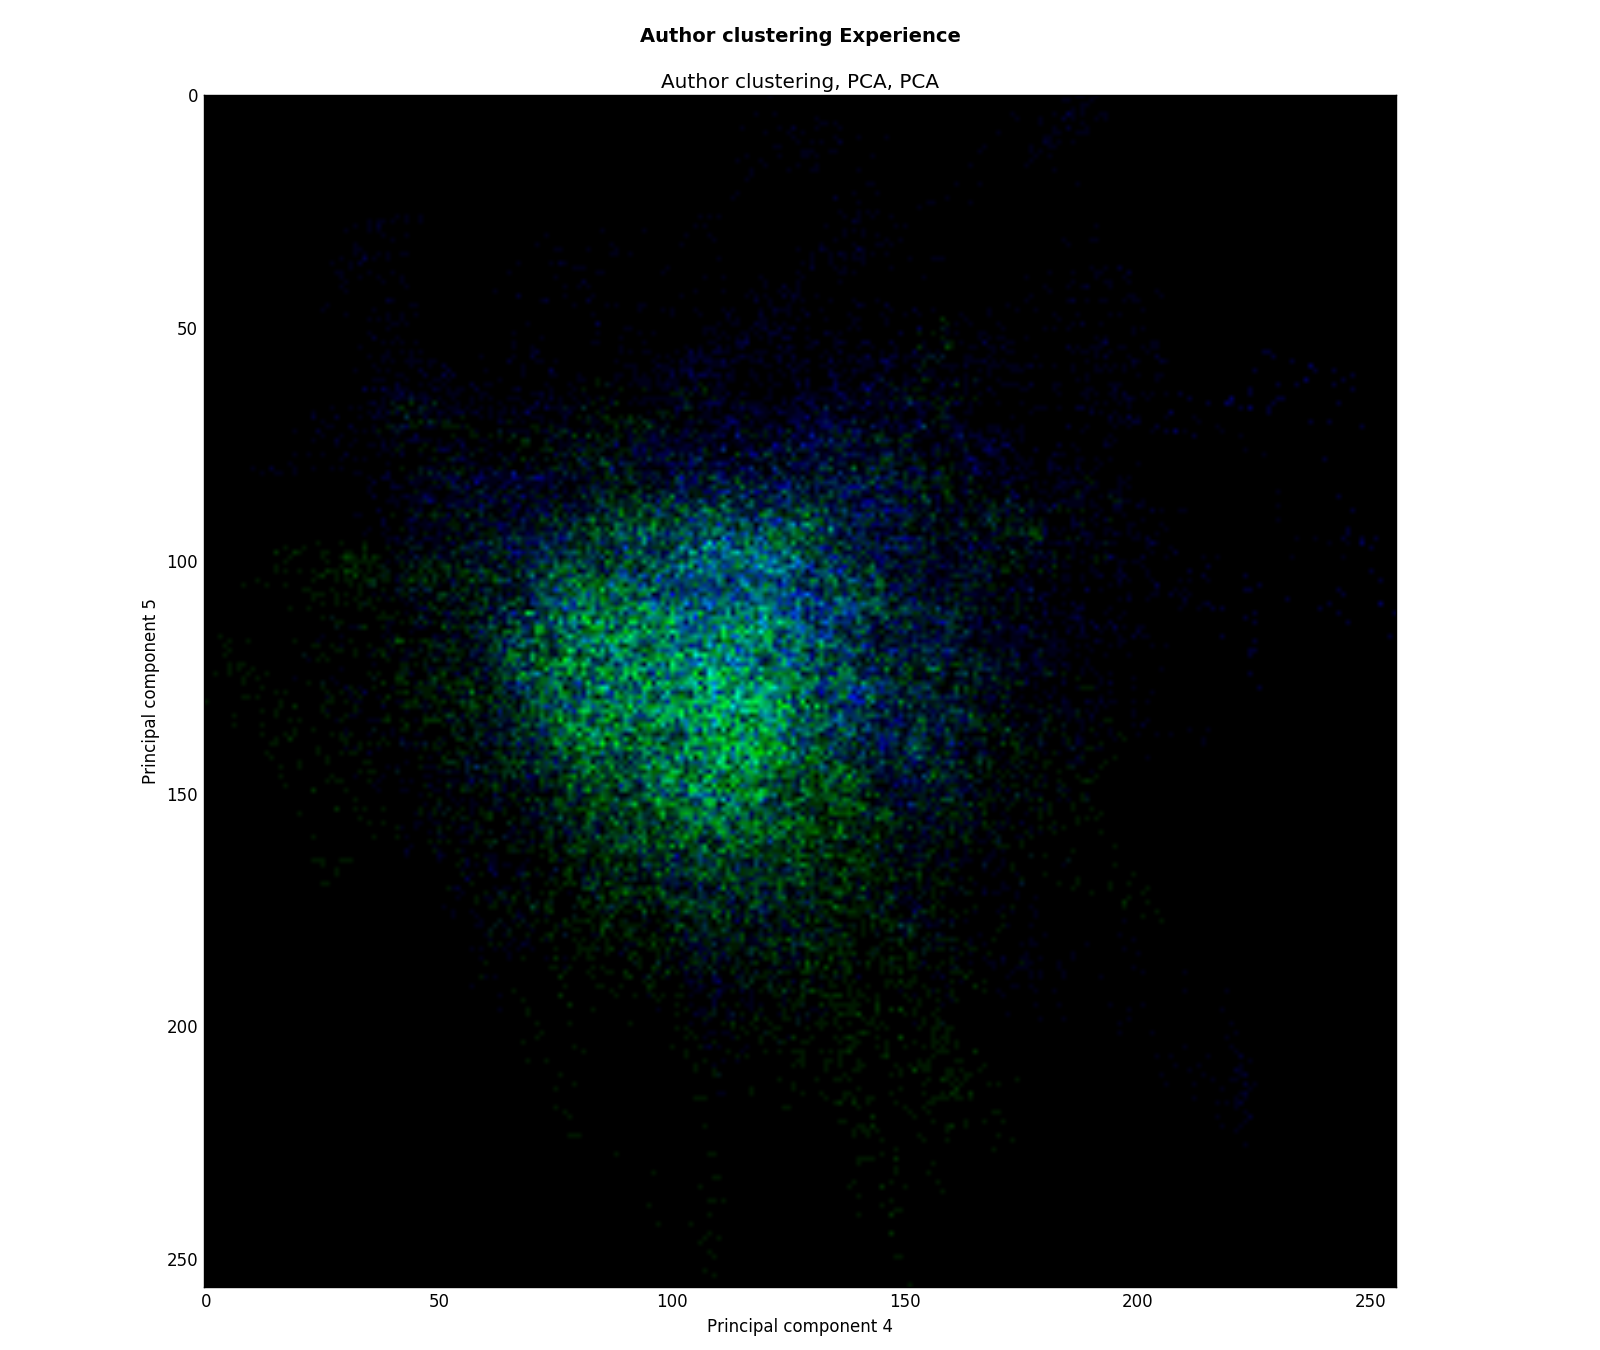 Author clustering Experience
Author clustering, PCA, PCA
0
50
100
150
200
250
Principal component 5
0 50 100 150 200 250
Principal component 4